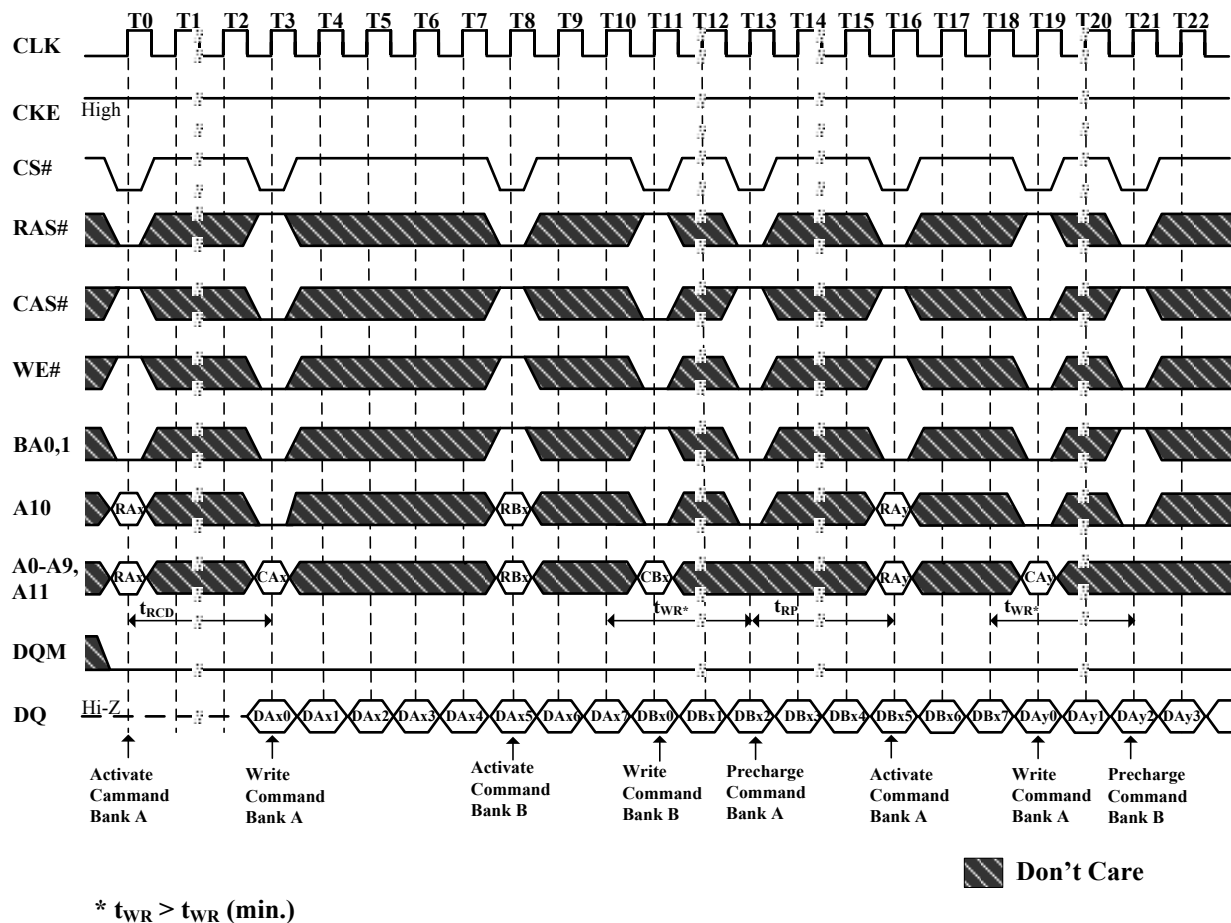 T0 T1 T2 T3 T4 T5 T6 T7 T8 T9 T10 T11 T12 T13 T14 T15 T16 T17 T18 T19 T20 T21 T22
CLK
CKE High
CS#
RAS#
CAS#
WE#
BA0,1
A10 RAx RBx RAy
A0-A9, A11 RAx CAx RBx CBx RAy CAy
tRCD tWR* tRP tWR*
DQM
DQ Hi-Z DAx0 DAx1 DAx2 DAx3 DAx4 DAx5 DAx6 DAx7 DBx0 DBx1 DBx2 DBx3 DBx4 DBx5 DBx6 DBx7 DAy0 DAy1 DAy2 DAy3
Activate
Cammand
Bank A
Write
Command
Bank A
Activate
Command
Bank B
Write
Command
Bank B
Precharge
Command
Bank A
Activate
Command
Bank A
Write
Command
Bank A
Precharge
Command
Bank B
Don't Care
* tWR > tWR (min.)